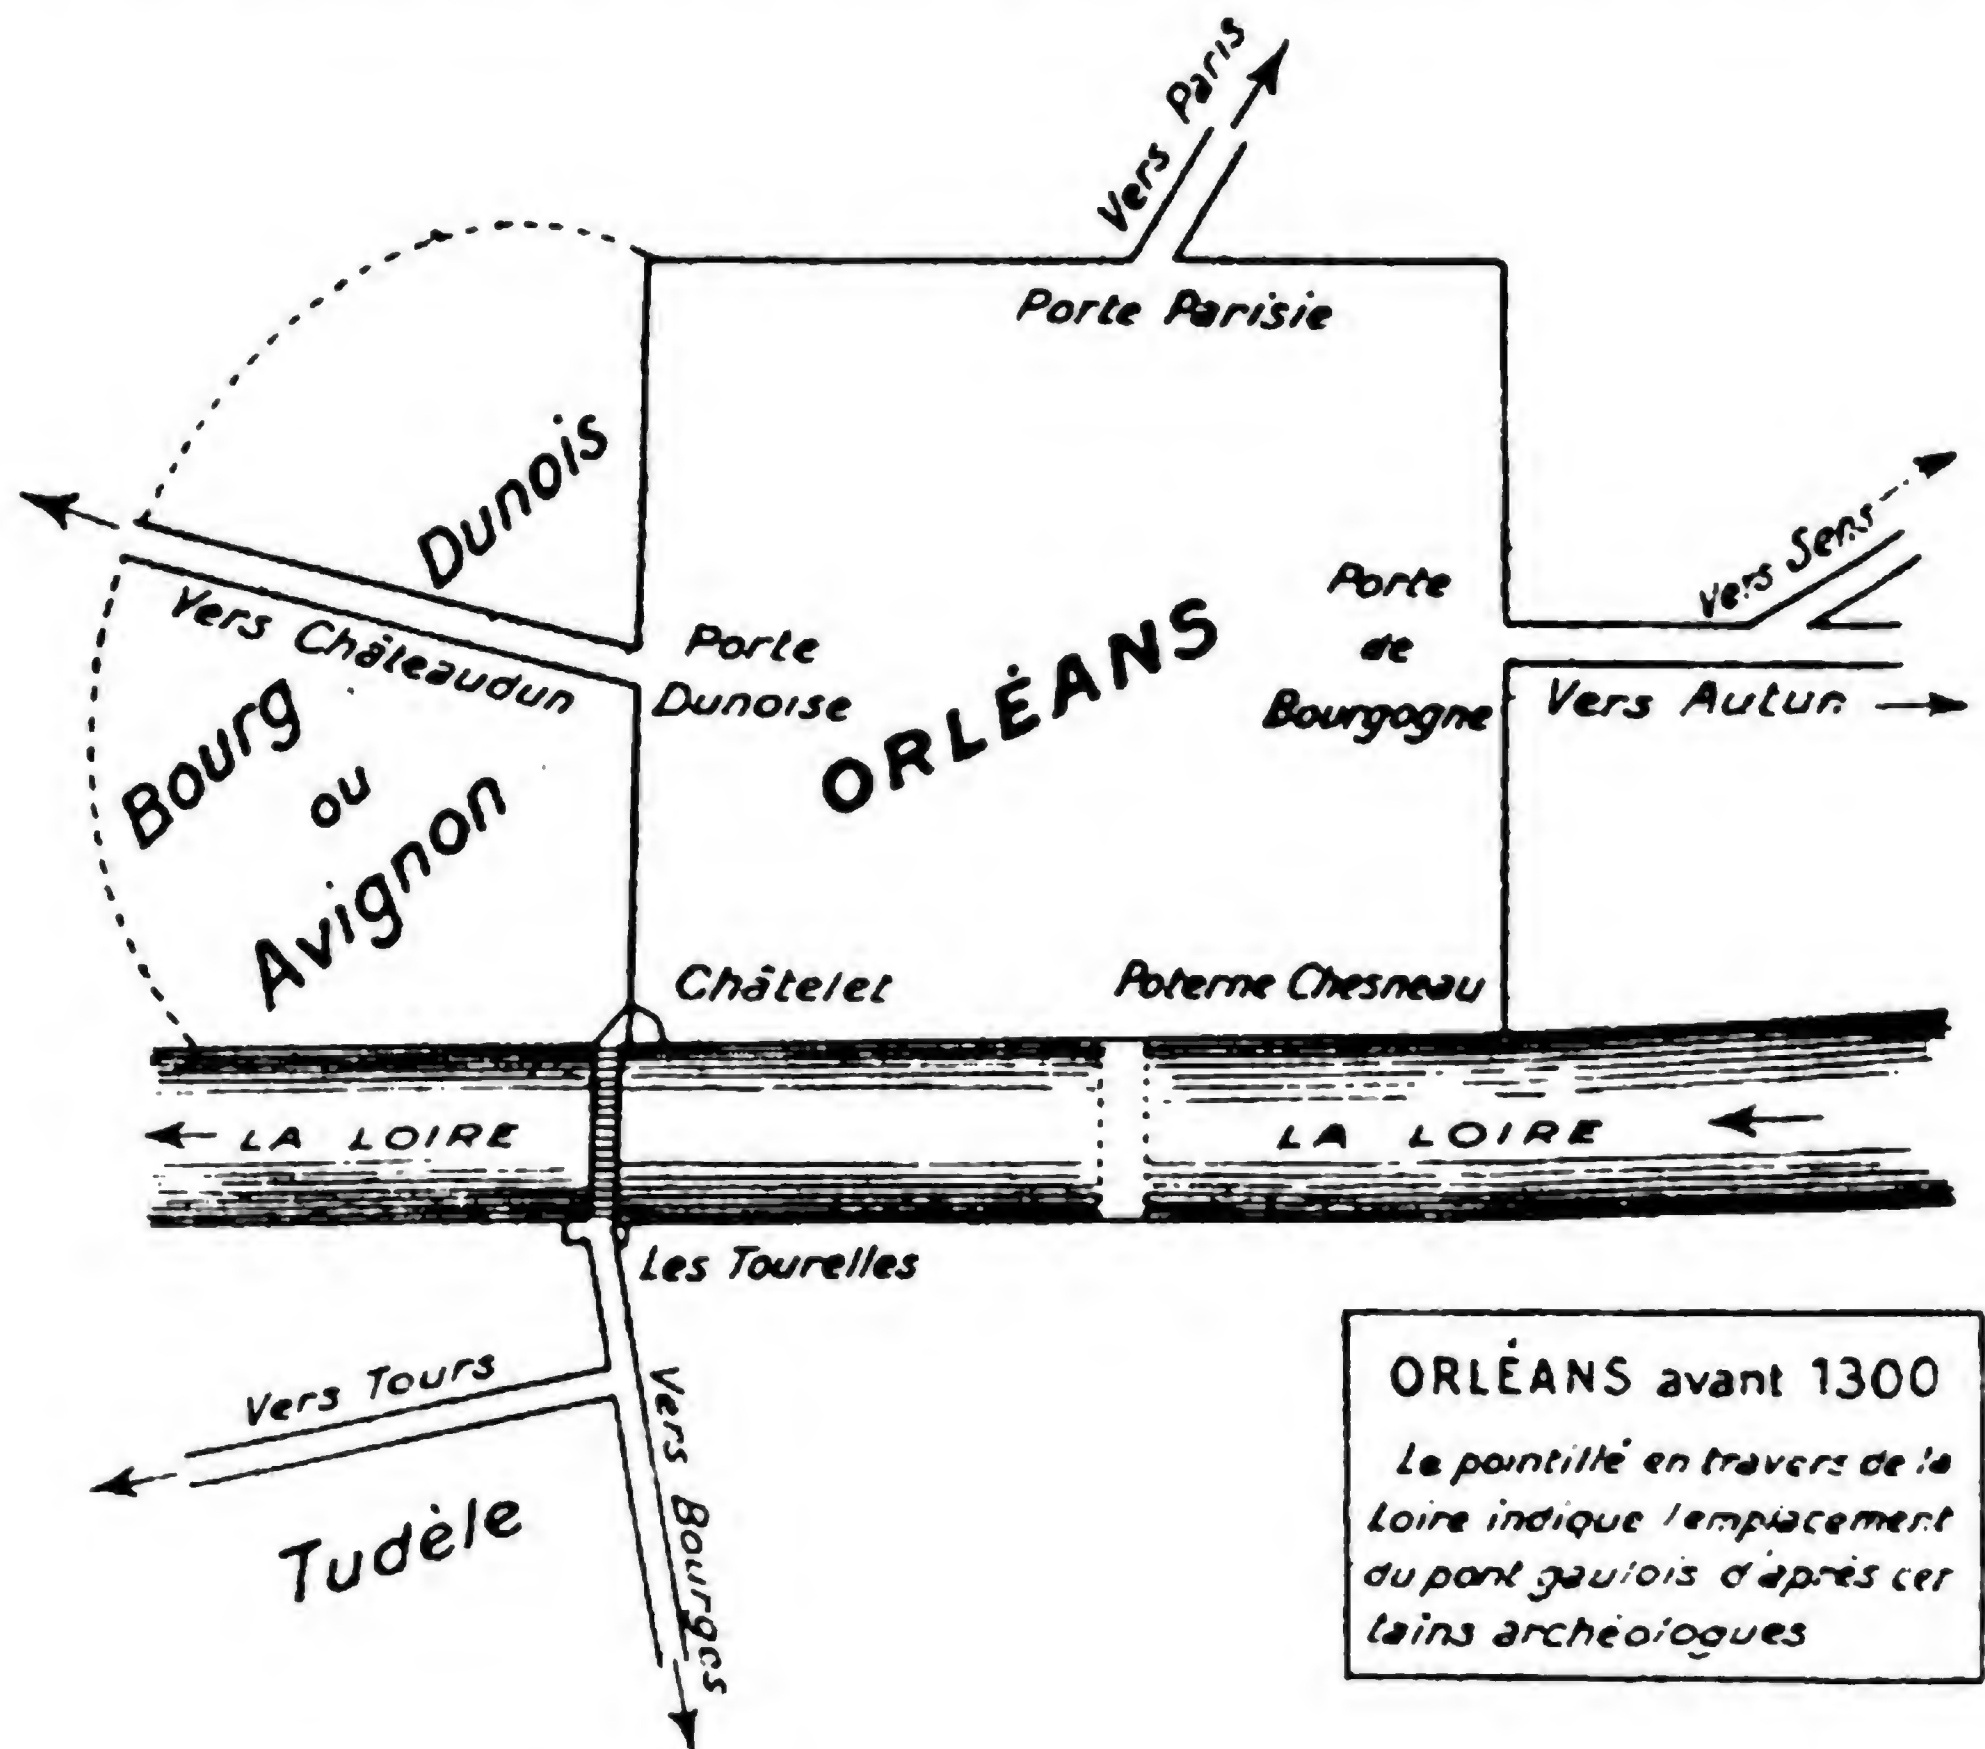 Vers Paris
Porte Parisie
Dunois
Vers Châteaudun
Porte
Dunoise
ORLÉANS
Porte
de
Bourgogne
Vers Sens
Vers Autun
Bourg
ou
Avignon
Châtelet
Poterne Chesneau
LA LOIRE
LA LOIRE
Les Tourelles
Vers Tours
Vers Bourges
Tudèle
ORLÉANS avant 1300
Le pointillé en travers de la
Loire indique l'emplacement
du pont gaulois d'après cer
tains archéologues